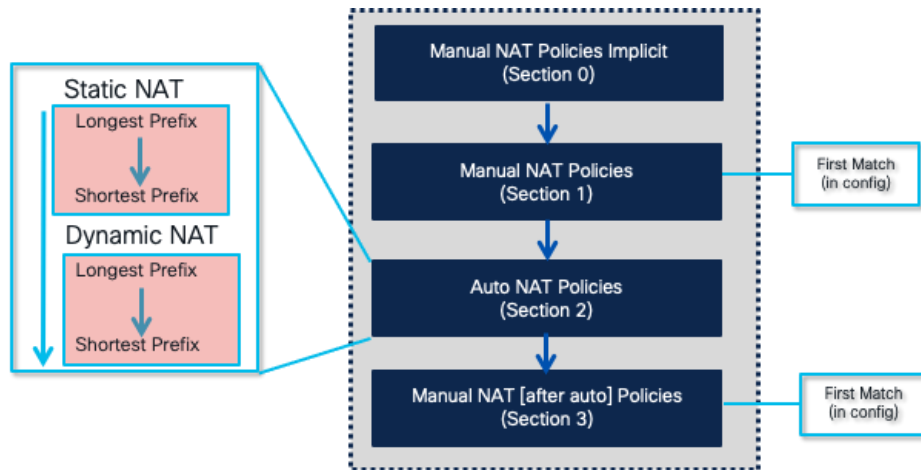 Manual NAT Policies Implicit
(Section 0)
Static NAT
Longest Prefix
Shortest Prefix
Dynamic NAT
Longest Prefix
Shortest Prefix
Manual NAT Policies
(Section 1)
First Match
(in config)
Auto NAT Policies
(Section 2)
Manual NAT [after auto] Policies
(Section 3)
First Match
(in config)